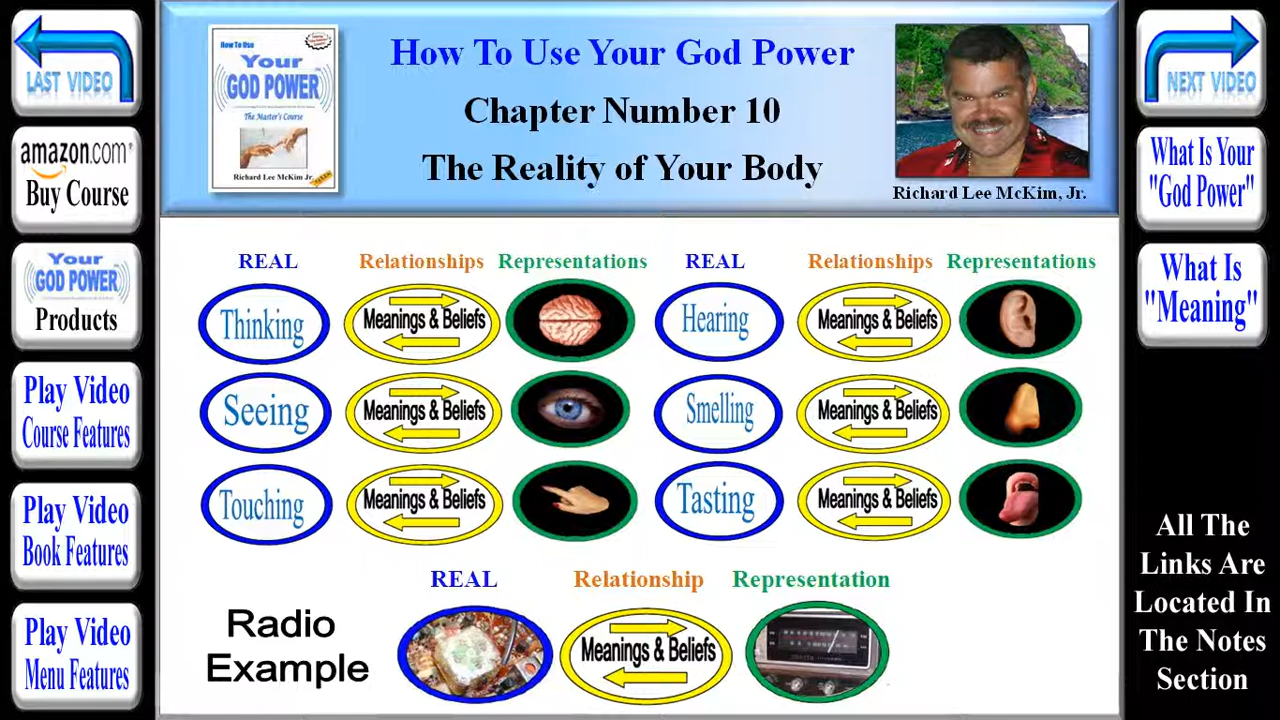 LAST VIDEO
amazon.com
Buy Course
Your
GOD POWER
Products
Play Video
Course Features
Play Video
Book Features
Play Video
Menu Features
How To Use
Your
GOD POWER
The Master's Course
Richard Lee McKim Jr.
How To Use Your God Power
Chapter Number 10
The Reality of Your Body
Richard Lee McKim, Jr.
REAL Relationships Representations REAL Relationships Representations
Thinking Meanings & Beliefs Hearing Meanings & Beliefs
Seeing Meanings & Beliefs Smelling Meanings & Beliefs
Touching Meanings & Beliefs Tasting Meanings & Beliefs
REAL Relationship Representation
Radio
Example
Meanings & Beliefs
NEXT VIDEO
What Is Your
"God Power"
What Is
"Meaning"
All The
Links Are
Located In
The Notes
Section